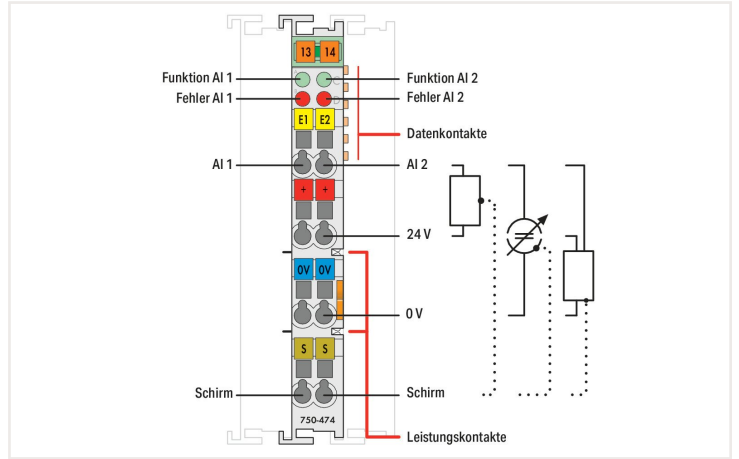 13 14
Funktion AI 1
Funktion AI 2
C
Fehler AI 1
Fehler AI 2
E1 E2
Datenkontakte
AI 1
AI 2
+ +
24 V
0V 0V
0 V
S S
Schirm
Schirm
750-474
Leistungskontakte